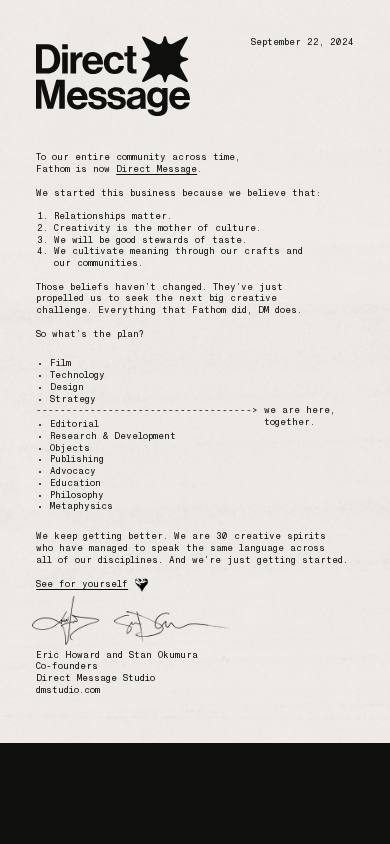 Direct
Message
September 22, 2024
To our entire community across time,
Fathom is now Direct Message.
We started this business because we believe that:
1. Relationships matter.
2. Creativity is the mother of culture.
3. We will be good stewards of taste.
4. We cultivate meaning through our crafts and
our communities.
Those beliefs haven't changed. They've just
propelled us to seek the next big creative
challenge. Everything that Fathom did, DM does.
So what's the plan?
• Film
• Technology
• Design
• Strategy
------------------------------------> we are here,
together.
• Editorial
• Research & Development
• Objects
• Publishing
• Advocacy
• Education
• Philosophy
• Metaphysics
We keep getting better. We are 30 creative spirits
who have managed to speak the same language across
all of our disciplines. And we're just getting started.
See for yourself
Eric Howard and Stan Okumura
Co-founders
Direct Message Studio
dmstudio.com